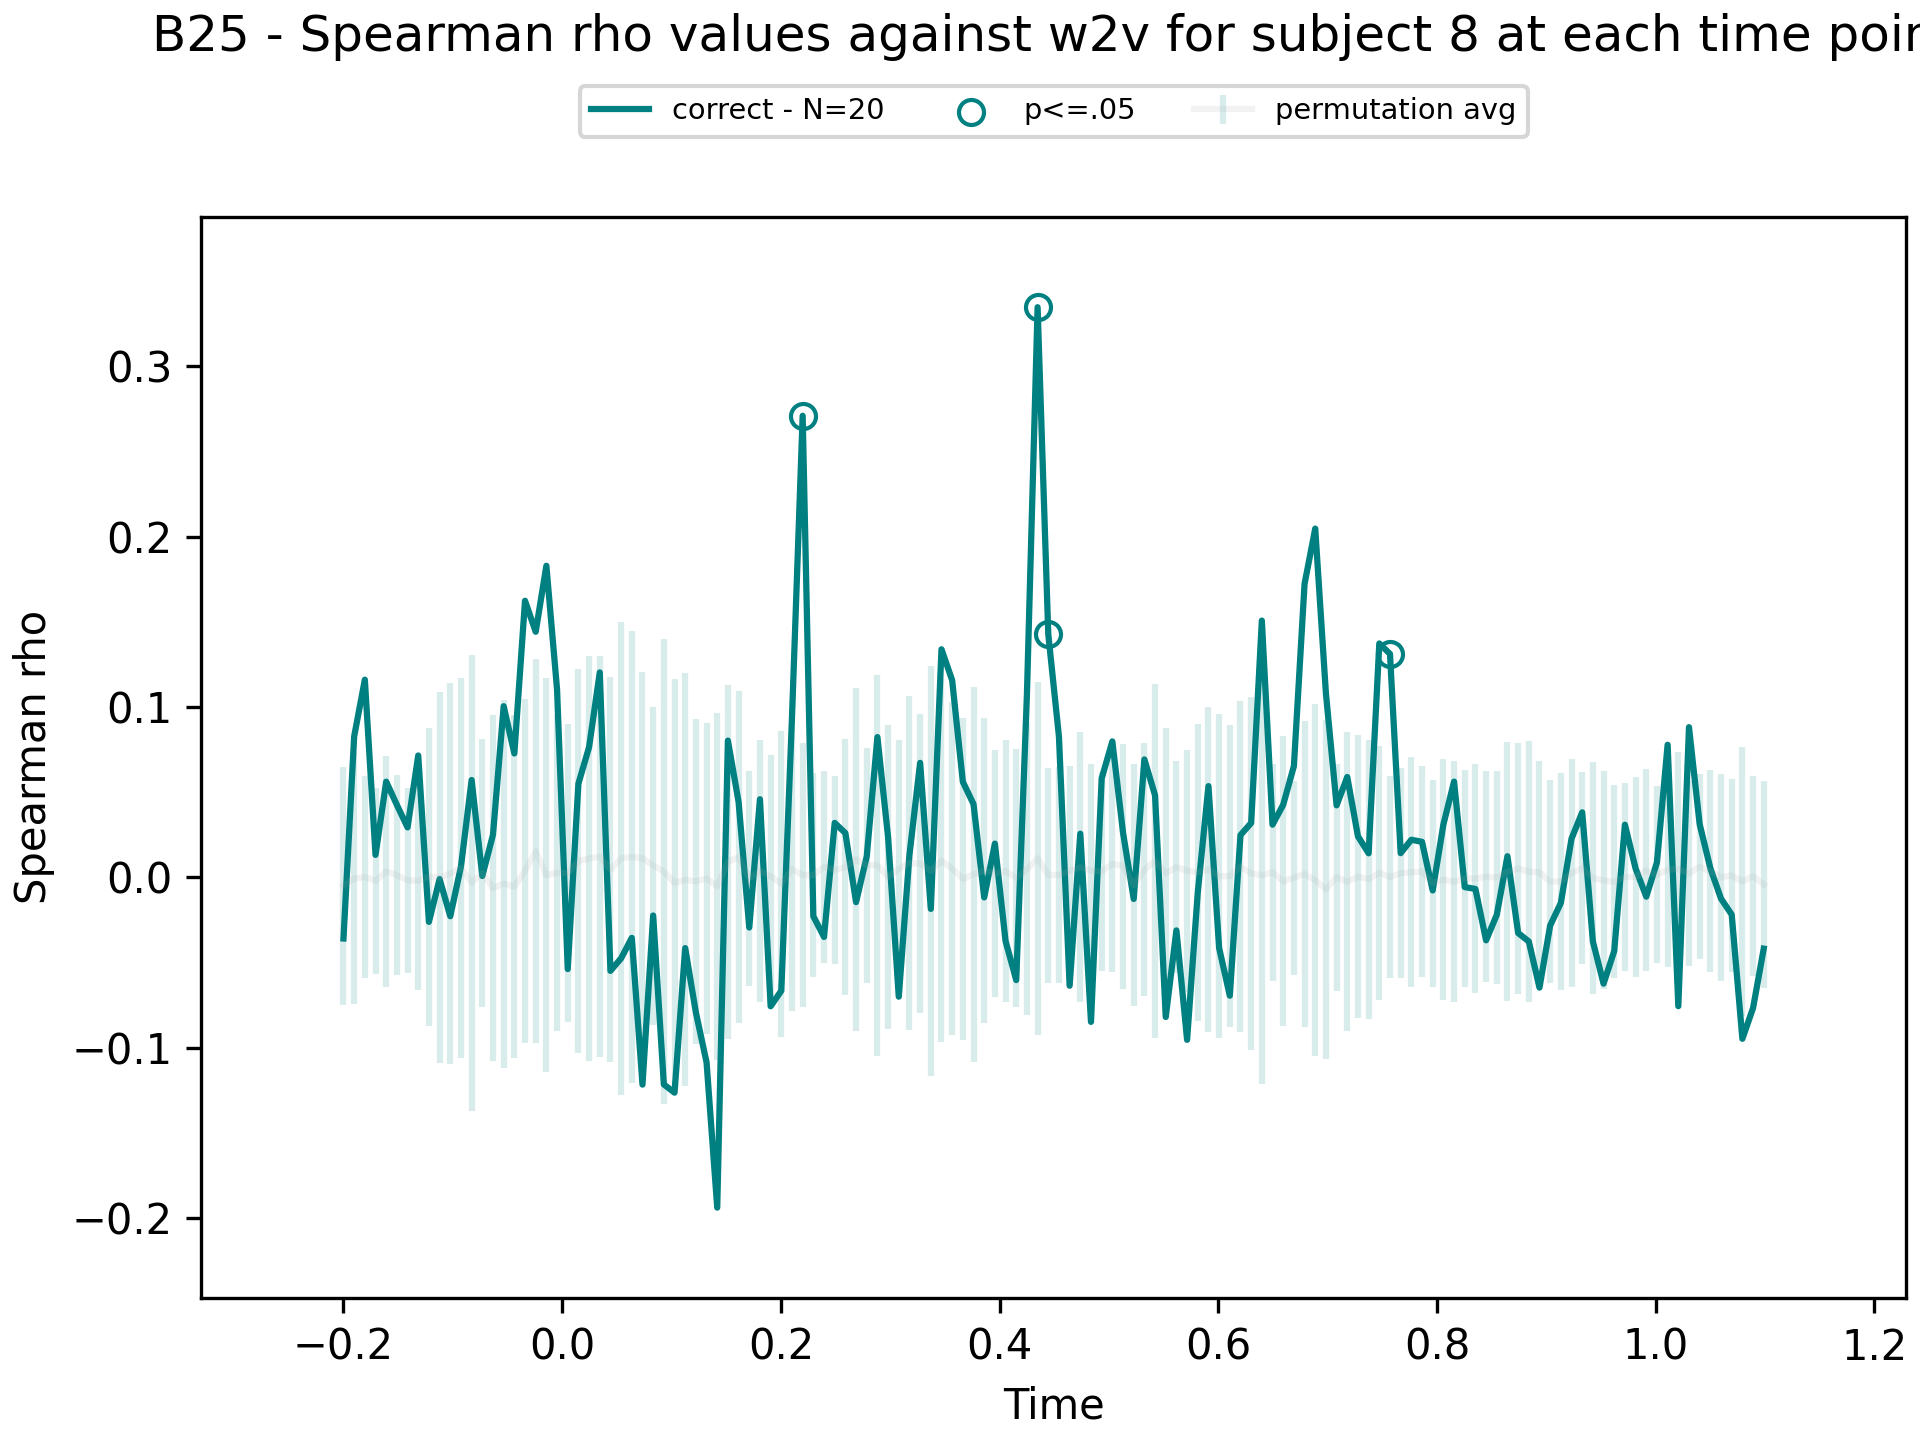 B25 - Spearman rho values against w2v for subject 8 at each time poin
correct - N=20 p<=.05 permutation avg
0.3
0.2
0.1
0.0
−0.1
−0.2
Spearman rho
−0.2 0.0 0.2 0.4 0.6 0.8 1.0 1.2
Time